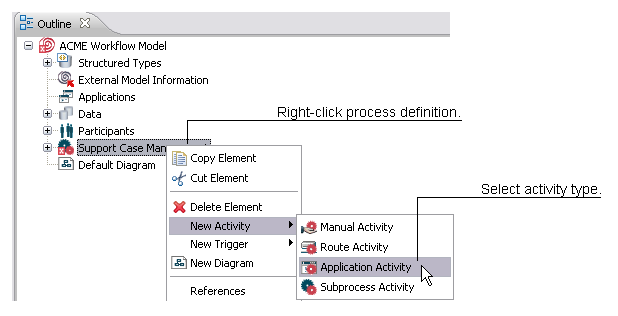 Outline
ACME Workflow Model
Structured Types
External Model Information
Applications
Data
Right-click process definition.
Participants
Support Case Man
Default Diagram
Copy Element
Cut Element
Select activity type.
Delete Element
New Activity
Manual Activity
New Trigger
Route Activity
New Diagram
Application Activity
References
Subprocess Activity